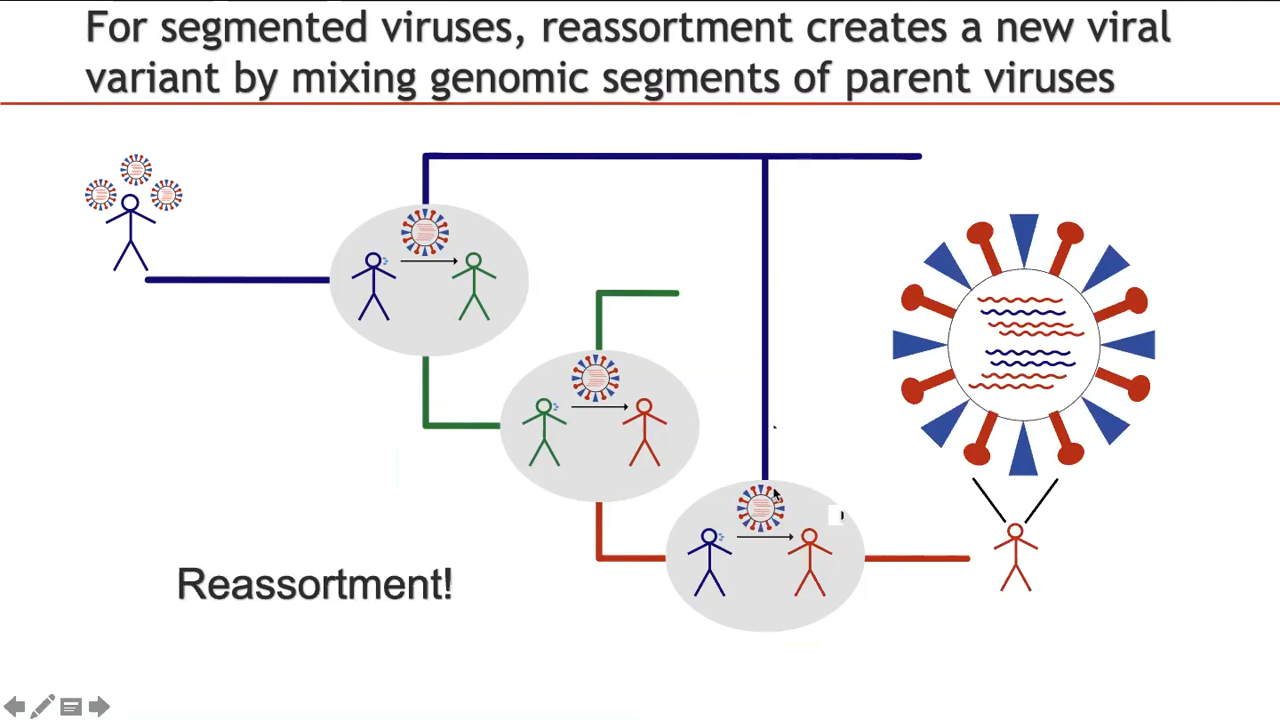 For segmented viruses, reassortment creates a new viral
variant by mixing genomic segments of parent viruses
Reassortment!